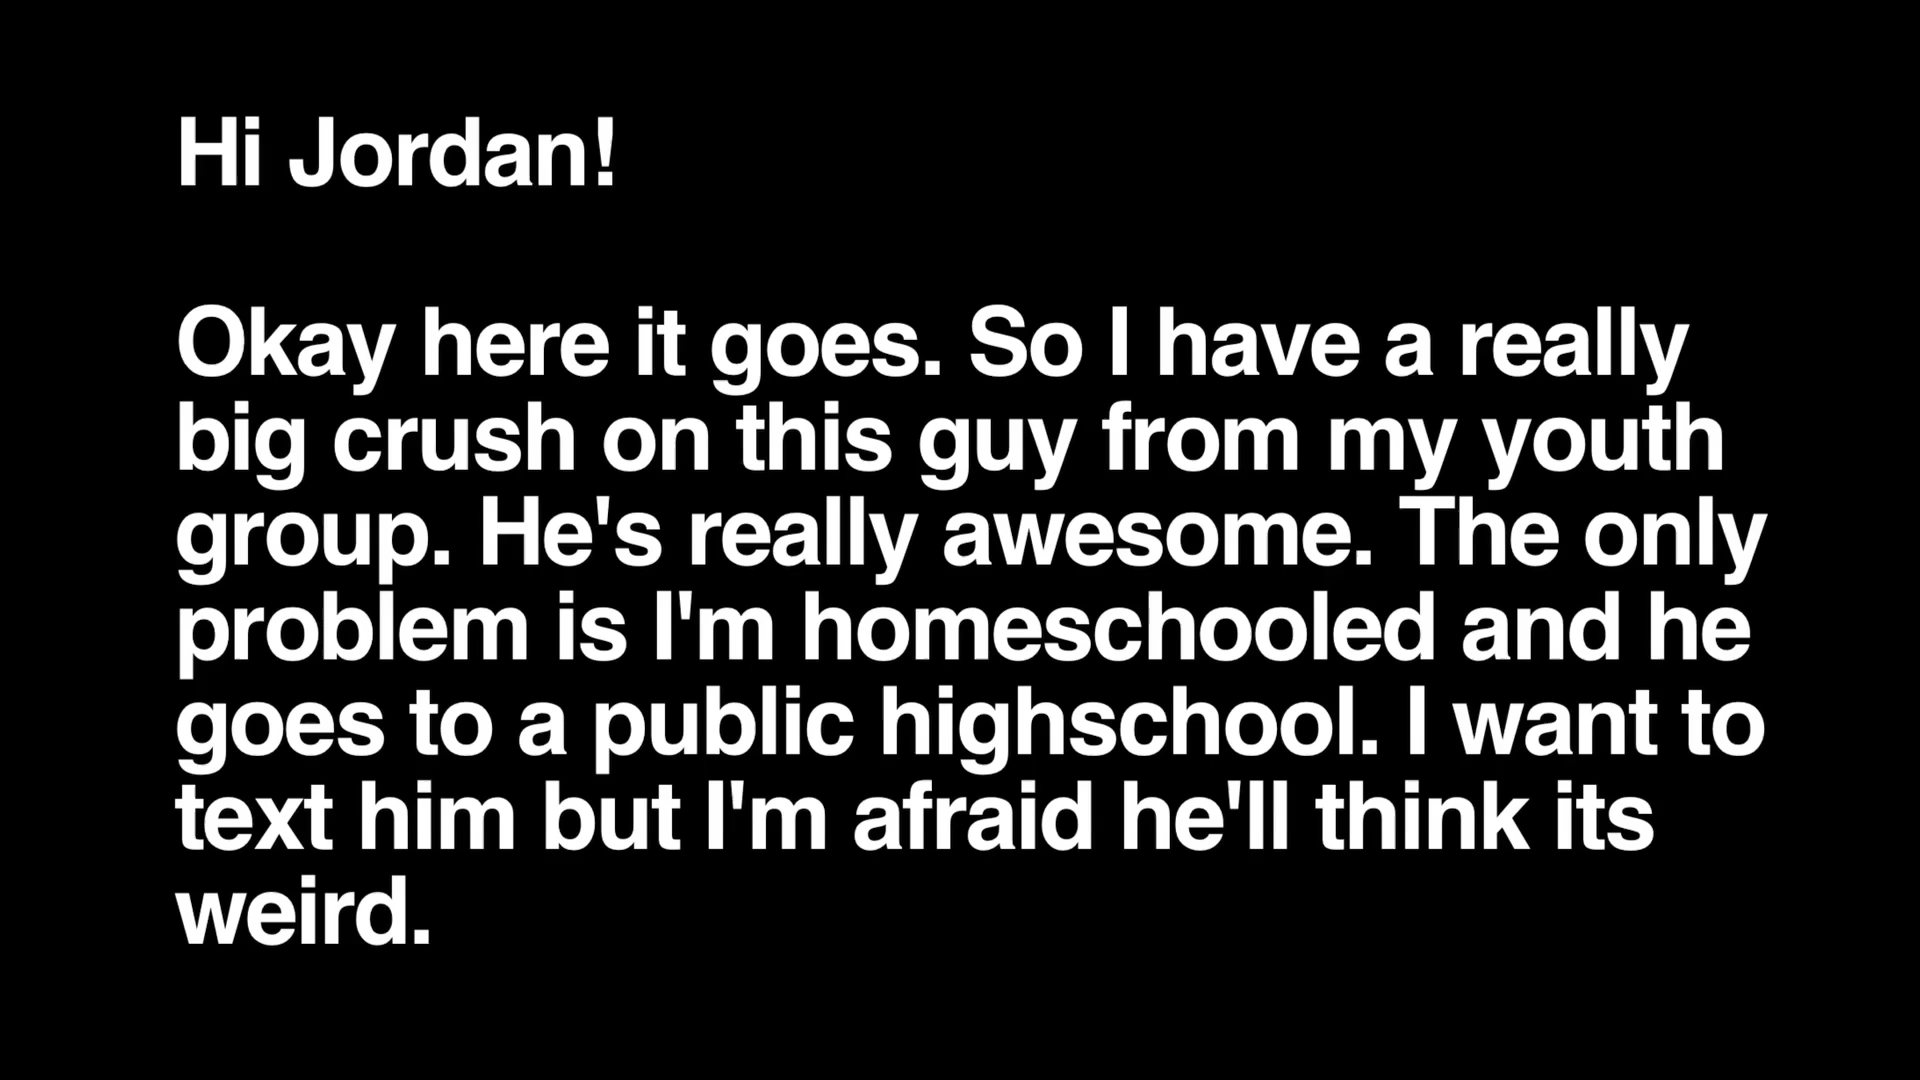 Hi Jordan!
Okay here it goes. So I have a really
big crush on this guy from my youth
group. He's really awesome. The only
problem is I'm homeschooled and he
goes to a public highschool. I want to
text him but I'm afraid he'll think its
weird.